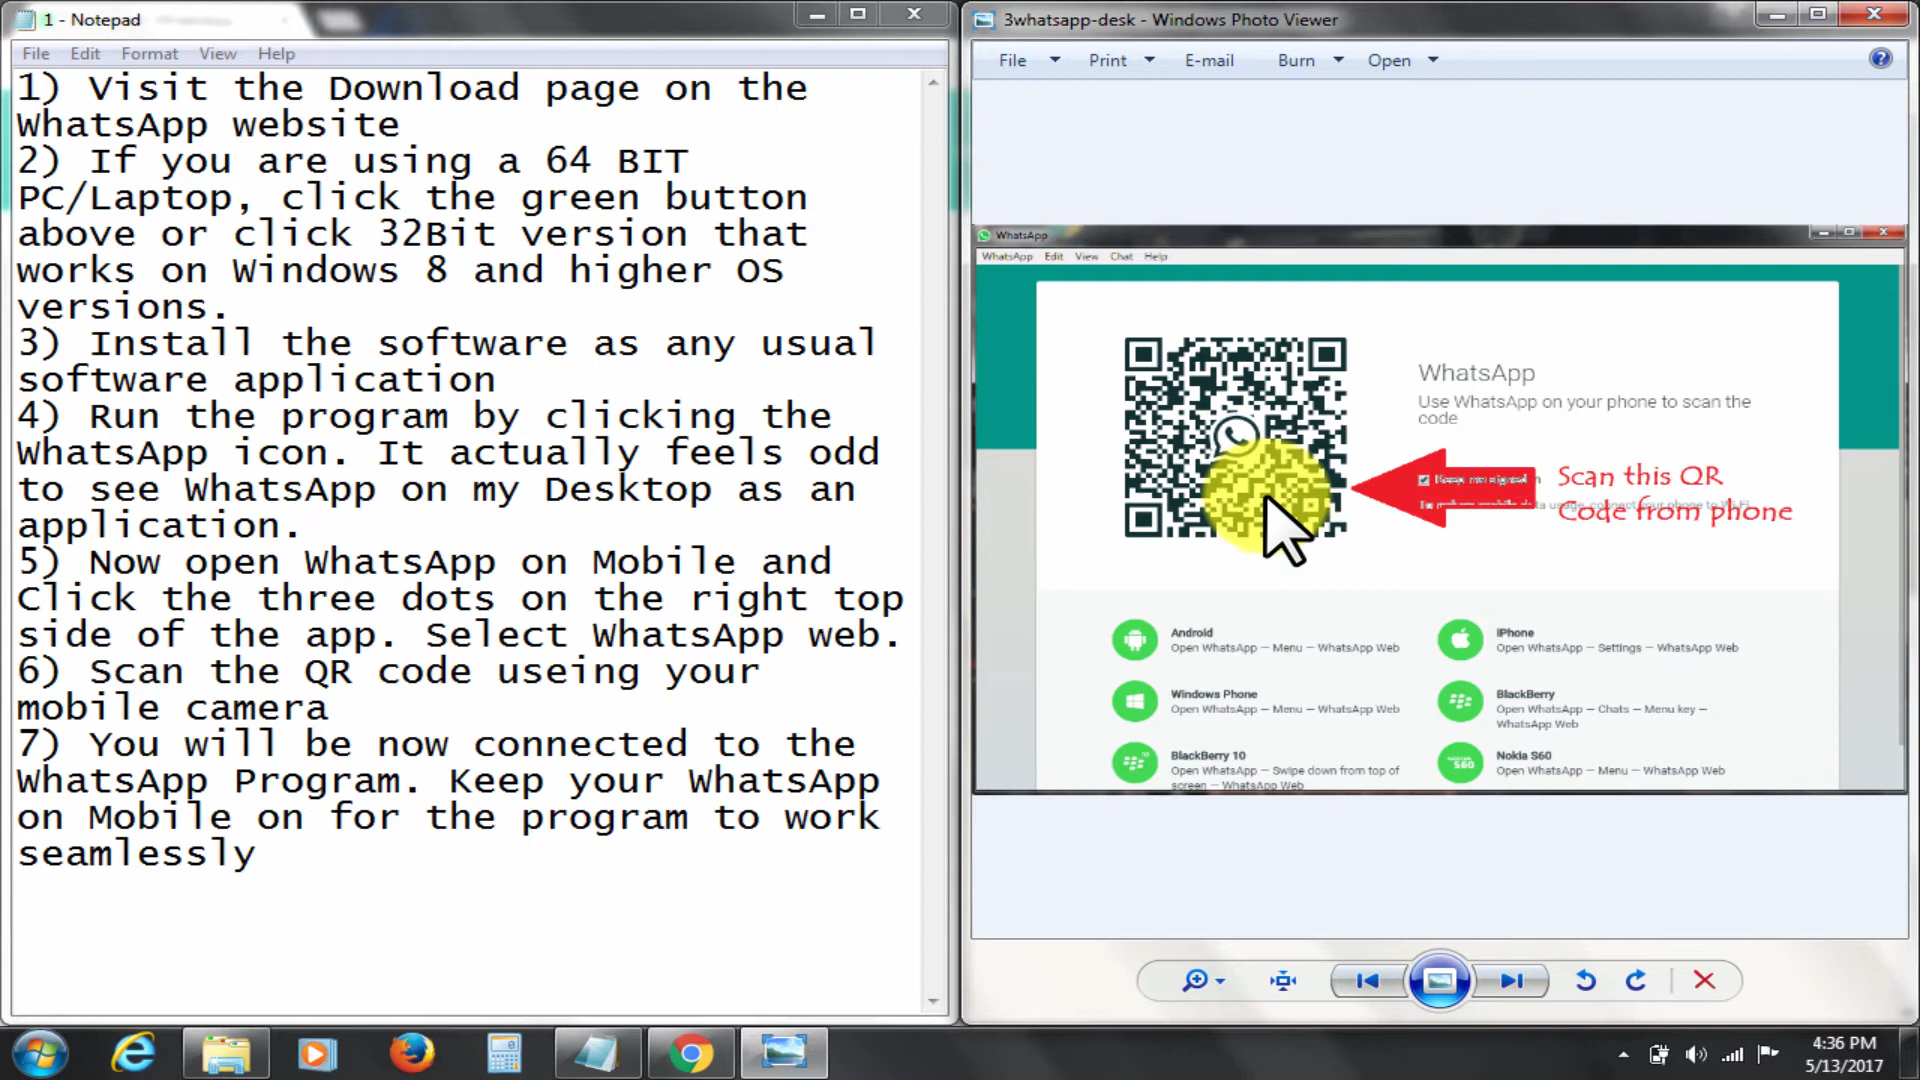 1 - Notepad
File Edit Format View Help
1) Visit the Download page on the
WhatsApp website
2) If you are using a 64 BIT
PC/Laptop, click the green button
above or click 32Bit version that
works on Windows 8 and higher OS
versions.
3) Install the software as any usual
software application
4) Run the program by clicking the
WhatsApp icon. It actually feels odd
to see WhatsApp on my Desktop as an
application.
5) Now open WhatsApp on Mobile and
Click the three dots on the right top
side of the app. Select WhatsApp web.
6) Scan the QR code useing your
mobile camera
7) You will be now connected to the
WhatsApp Program. Keep your WhatsApp
on Mobile on for the program to work
seamlessly
3whatsapp-desk - Windows Photo Viewer
File Print E-mail Burn Open
WhatsApp
WhatsApp Edit View Chat Help
WhatsApp
Use WhatsApp on your phone to scan the
code
Keep me signed in
usage, connect your phone to Wi-Fi
Scan this QR
Code from phone
Android
Open WhatsApp – Menu – WhatsApp Web
iPhone
Open WhatsApp – Settings – WhatsApp Web
Windows Phone
Open WhatsApp – Menu – WhatsApp Web
BlackBerry
Open WhatsApp – Chats – Menu key –
WhatsApp Web
BlackBerry 10
Open WhatsApp – Swipe down from top of
screen – WhatsApp Web
Nokia S60
Open WhatsApp – Menu – WhatsApp Web
4:36 PM
5/13/2017